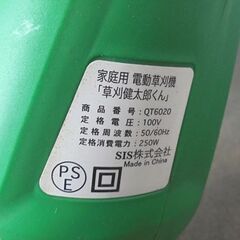 家庭用 電動草刈機
「草刈健太郎くん」
商品番号：QT6020
定格電圧：100V
定格周波数：50/60Hz
定格消費電力：250W
SIS株式会社
Made in China
PS
E